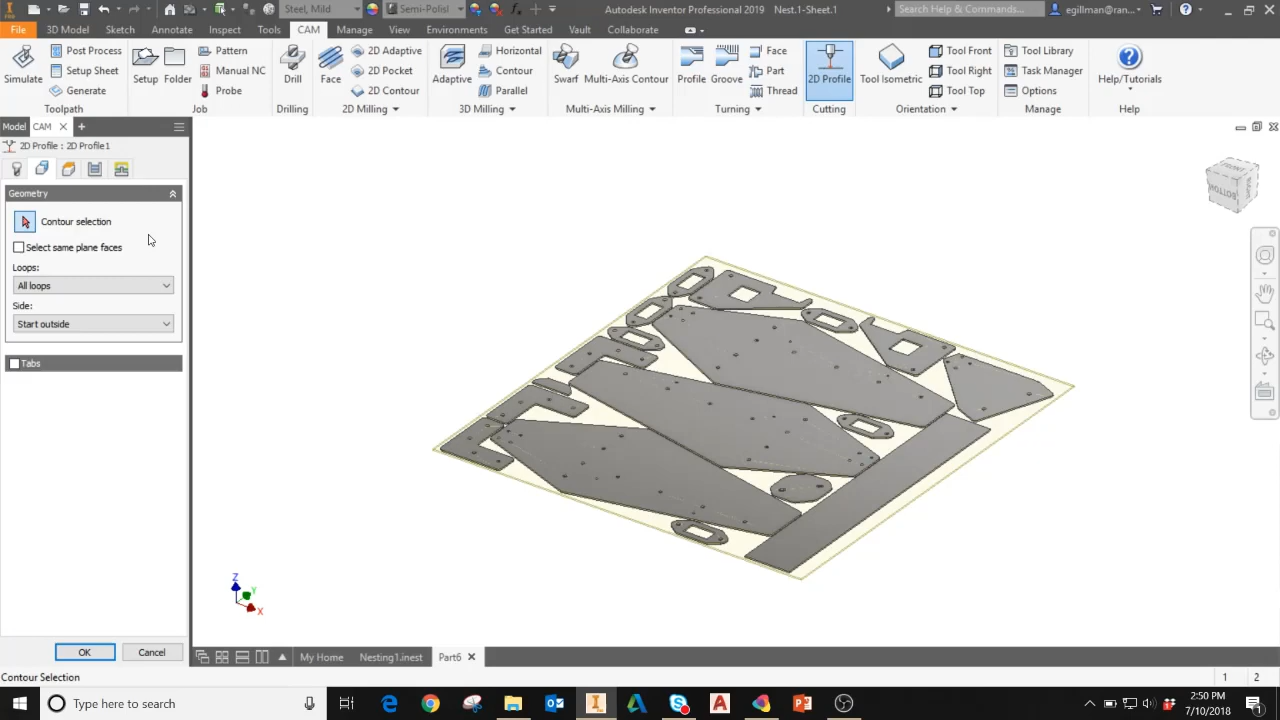 Steel, Mild
Semi-Polisl
Autodesk Inventor Professional 2019 Nest.1-Sheet.1
Search Help & Commands...
egillman@ran...
File 3D Model Sketch Annotate Inspect Tools CAM Manage View Environments Get Started Vault Collaborate
Simulate
Post Process
Setup Sheet
Generate
Toolpath
Setup
Folder
Pattern
Manual NC
Probe
Job
Drill
Drilling
Face
2D Adaptive
2D Pocket
2D Contour
2D Milling
Adaptive
Horizontal
Contour
Parallel
3D Milling
Swarf
Multi-Axis Contour
Multi-Axis Milling
Profile
Groove
Face
Part
Thread
Turning
2D Profile
Cutting
Tool Isometric
Tool Front
Tool Right
Tool Top
Orientation
Tool Library
Task Manager
Options
Manage
Help/Tutorials
Help
Model CAM
2D Profile : 2D Profile1
Geometry
Contour selection
Select same plane faces
Loops:
All loops
Side:
Start outside
Tabs
OK
Cancel
FRONT
BOTTOM
Z
Y
X
My Home Nesting1.inest Part6
Contour Selection
1 2
Type here to search
2:50 PM
7/10/2018